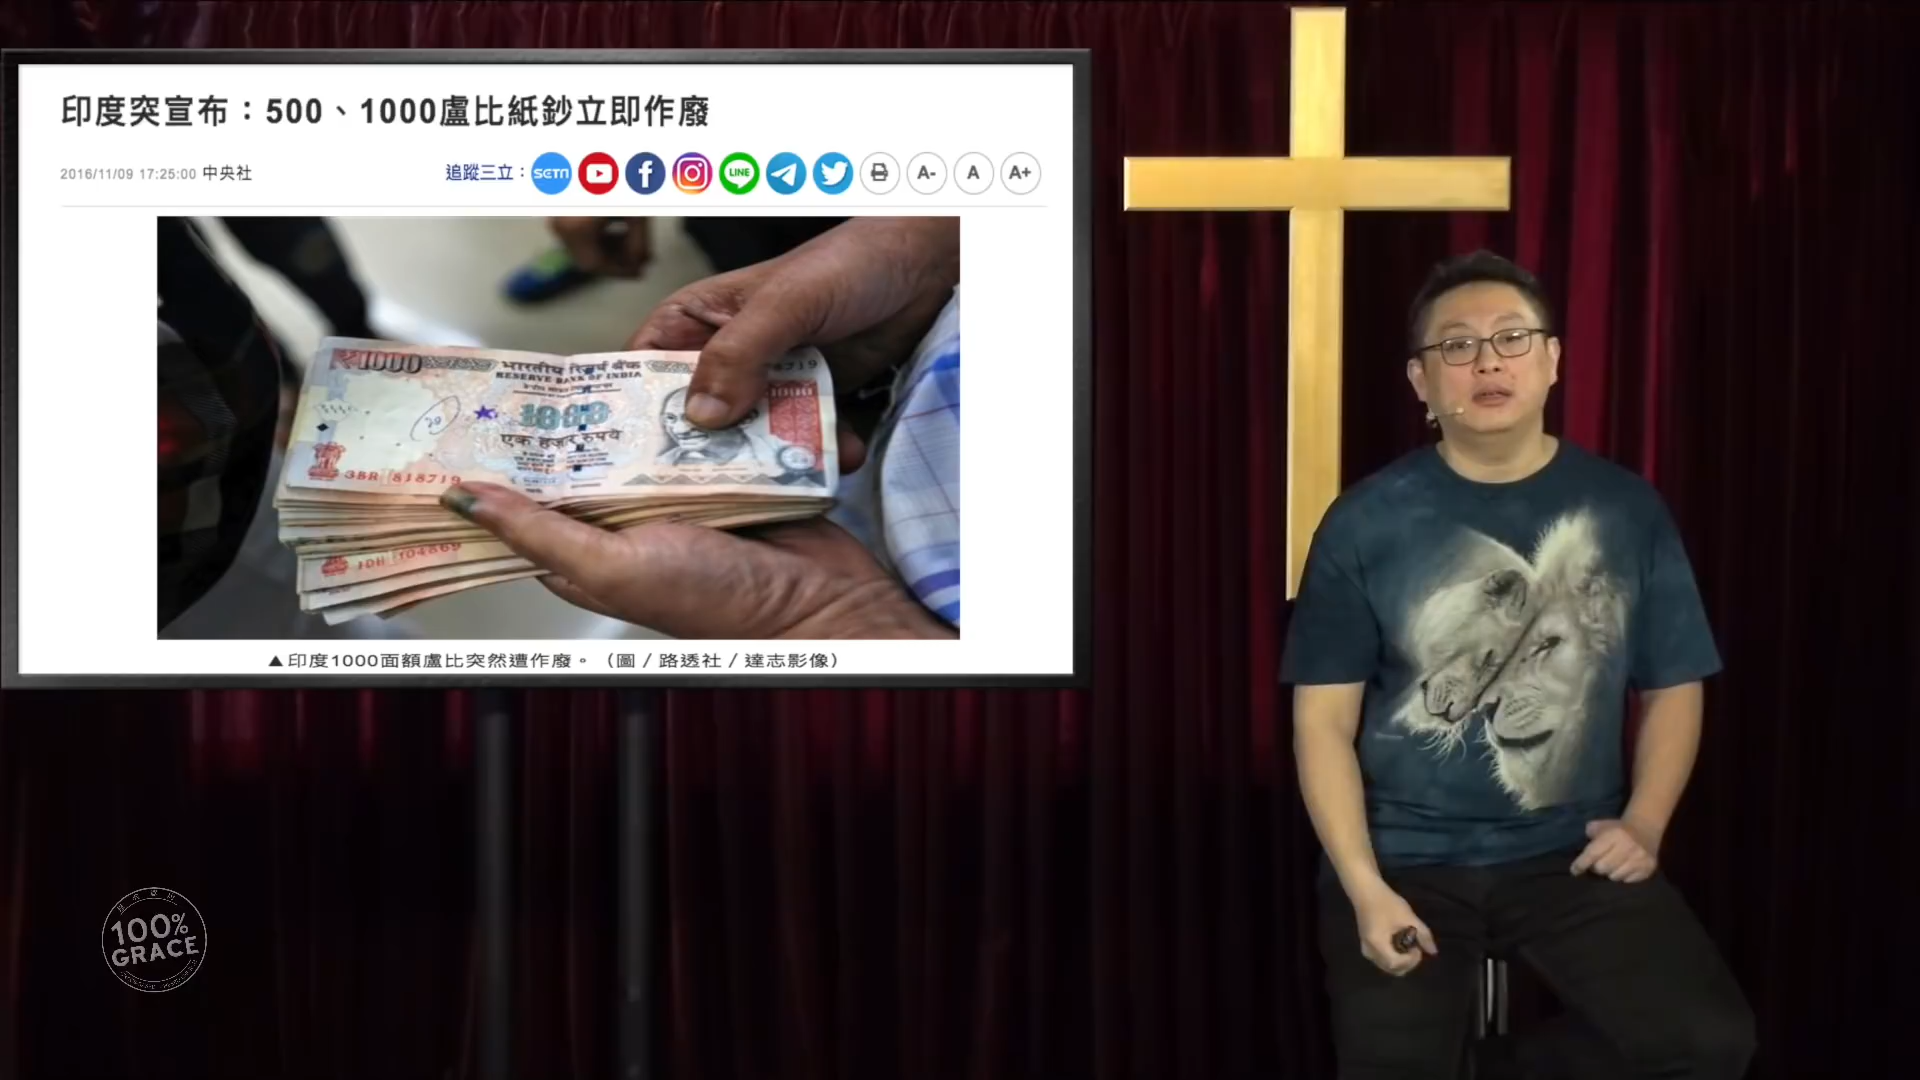 印度突宣布：500、1000盧比紙鈔立即作廢
2016/11/09 17:25:00 中央社
追蹤三立：
SETN
LINE
A-
A
A+
₹1000
भारतीय रिज़र्व बैंक
RESERVE BANK OF INDIA
1000
एक हज़ार रुपये
1000
3BR 818719
▲印度1000面額盧比突然遭作廢。（圖／路透社／達志影像）
100%
GRACE